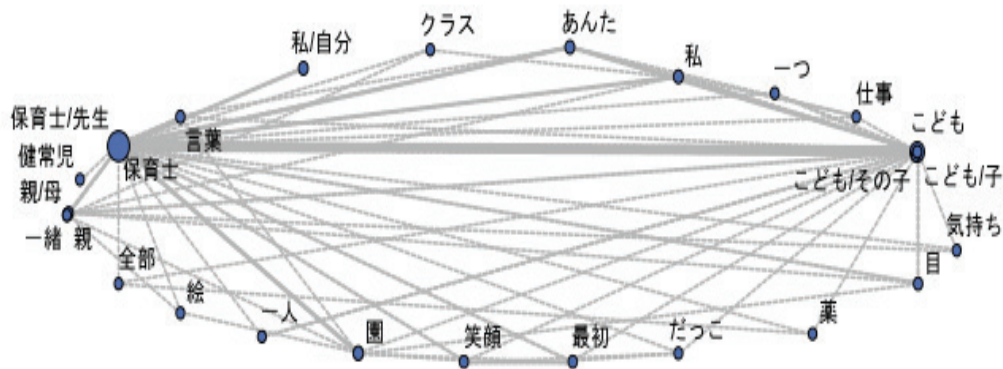 クラス
あんた
私/自分
私
一つ
仕事
保育士/先生
言葉
こども
健常児
保育士
こども/その子
こども/子
親/母
一緒 親
気持ち
全部
目
絵
一人
園
笑顔
最初
だっこ
薬